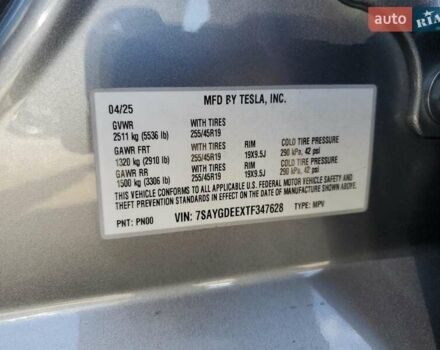 auto RIA
04/25 MFD BY TESLA, INC.
GVWR WITH TIRES
2511 kg (5536 lb) 255/45R19
GAWR FRT WITH TIRES RIM COLD TIRE PRESSURE
1320 kg (2910 lb) 255/45R19 19X9.5J 290 kPa, 42 psi
GAWR RR WITH TIRES RIM COLD TIRE PRESSURE
1500 kg (3306 lb) 255/45R19 19X9.5J 290 kPa, 42 psi
THIS VEHICLE CONFORMS TO ALL APPLICABLE U.S. FEDERAL MOTOR VEHICLE SAFETY AND
THEFT PREVENTION STANDARDS IN EFFECT ON THE DATE OF MANUFACTURE SHOWN
ABOVE.
PNT: PN00 VIN: 7SAYGDEEXTF347628 TYPE: MPV